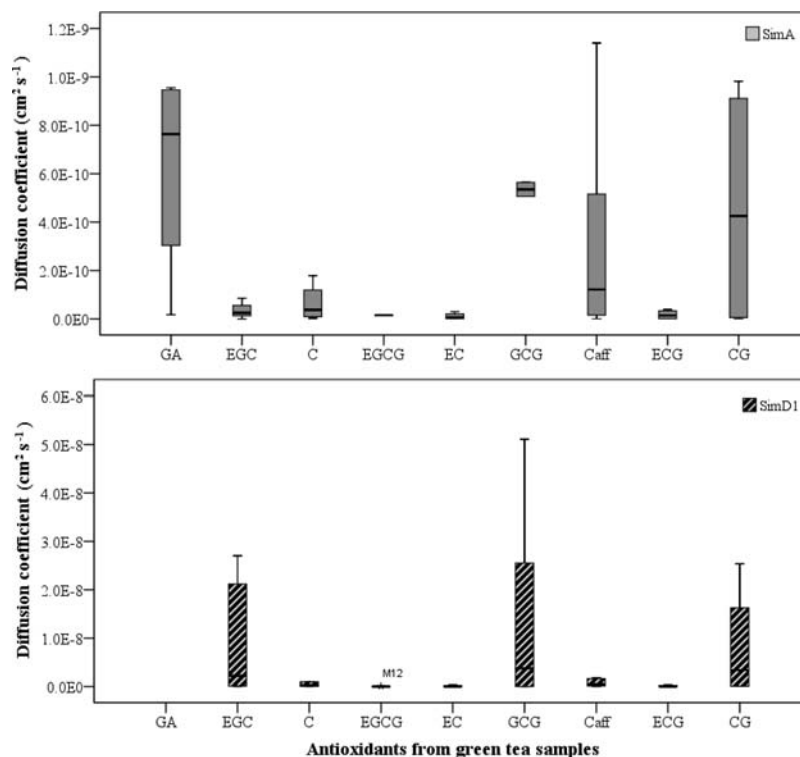 1.2E-9
1.0E-9
8.0E-10
6.0E-10
4.0E-10
2.0E-10
0.0E0
Diffusion coefficient (cm² s⁻¹)
SimA
GA EGC C EGCG EC GCG Caff ECG CG
6.0E-8
5.0E-8
4.0E-8
3.0E-8
2.0E-8
1.0E-8
0.0E0
Diffusion coefficient (cm² s⁻¹)
SimD1
M12
GA EGC C EGCG EC GCG Caff ECG CG
Antioxidants from green tea samples